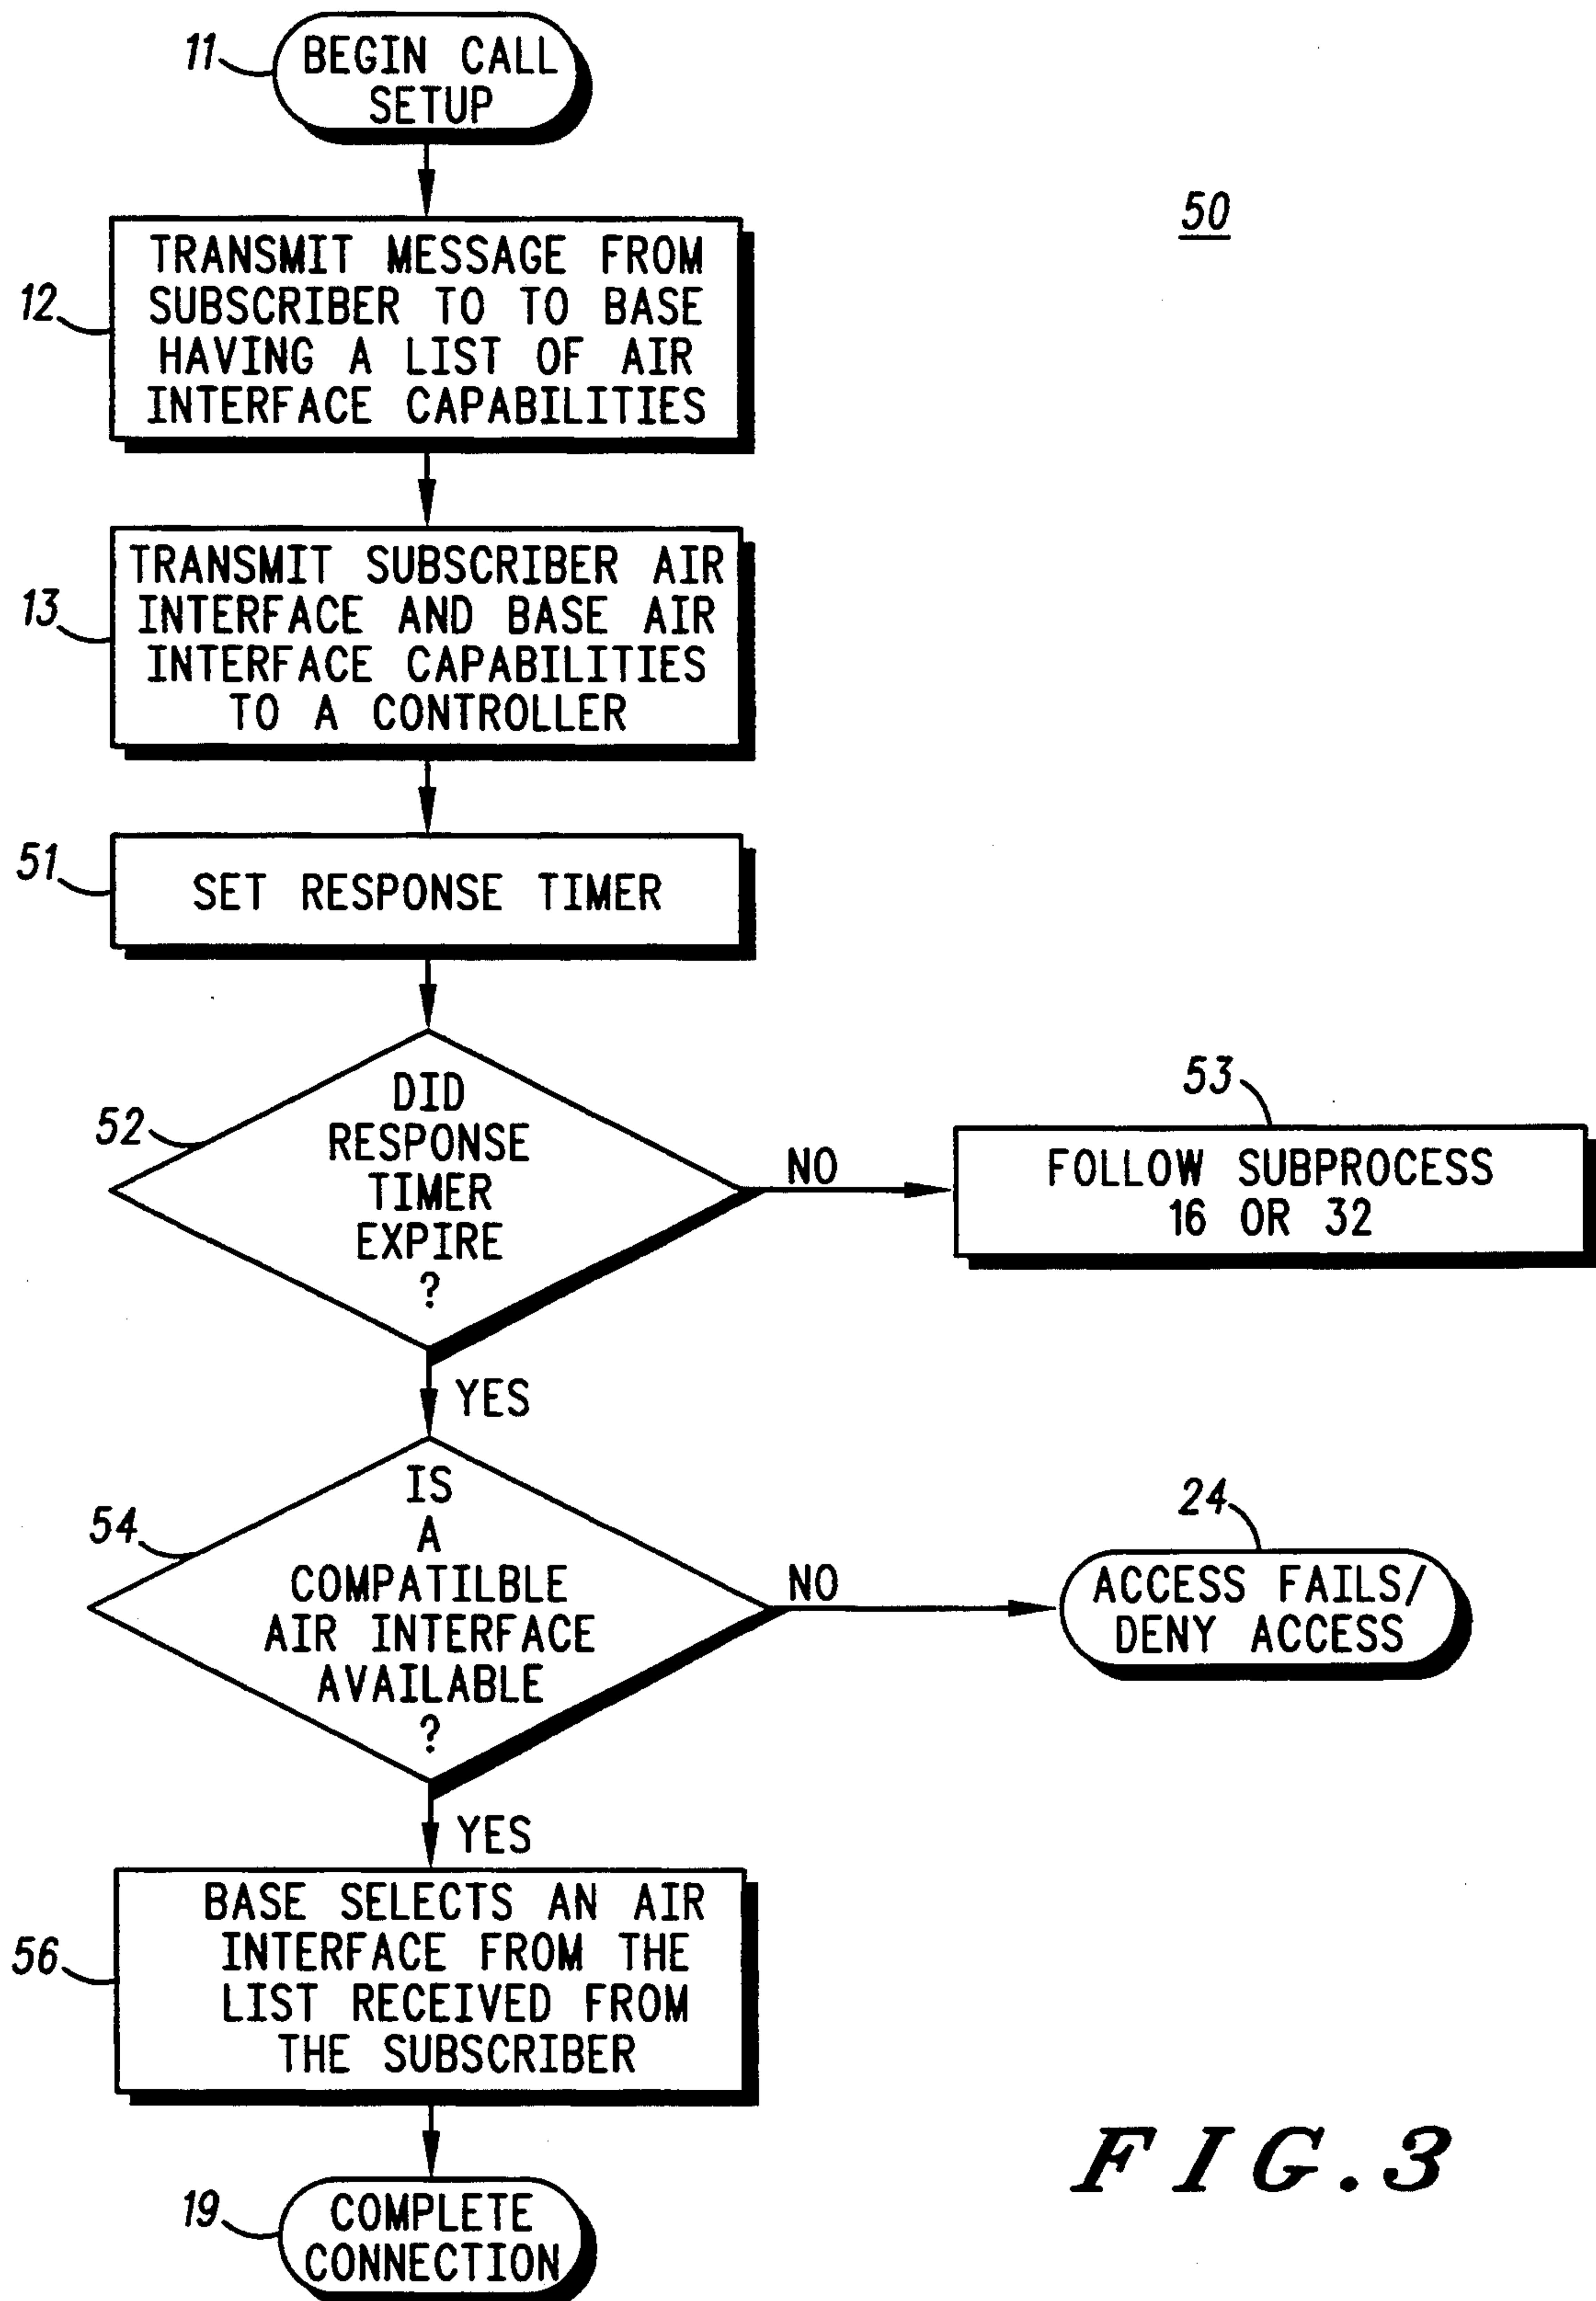 11
BEGIN CALL
SETUP
50
12
TRANSMIT MESSAGE FROM
SUBSCRIBER TO TO BASE
HAVING A LIST OF AIR
INTERFACE CAPABILITIES
13
TRANSMIT SUBSCRIBER AIR
INTERFACE AND BASE AIR
INTERFACE CAPABILITIES
TO A CONTROLLER
51
SET RESPONSE TIMER
52
DID
RESPONSE
TIMER
EXPIRE
?
NO
53
FOLLOW SUBPROCESS
16 OR 32
YES
54
IS
A
COMPATILBLE
AIR INTERFACE
AVAILABLE
?
NO
24
ACCESS FAILS/
DENY ACCESS
YES
56
BASE SELECTS AN AIR
INTERFACE FROM THE
LIST RECEIVED FROM
THE SUBSCRIBER
19
COMPLETE
CONNECTION
FIG.3